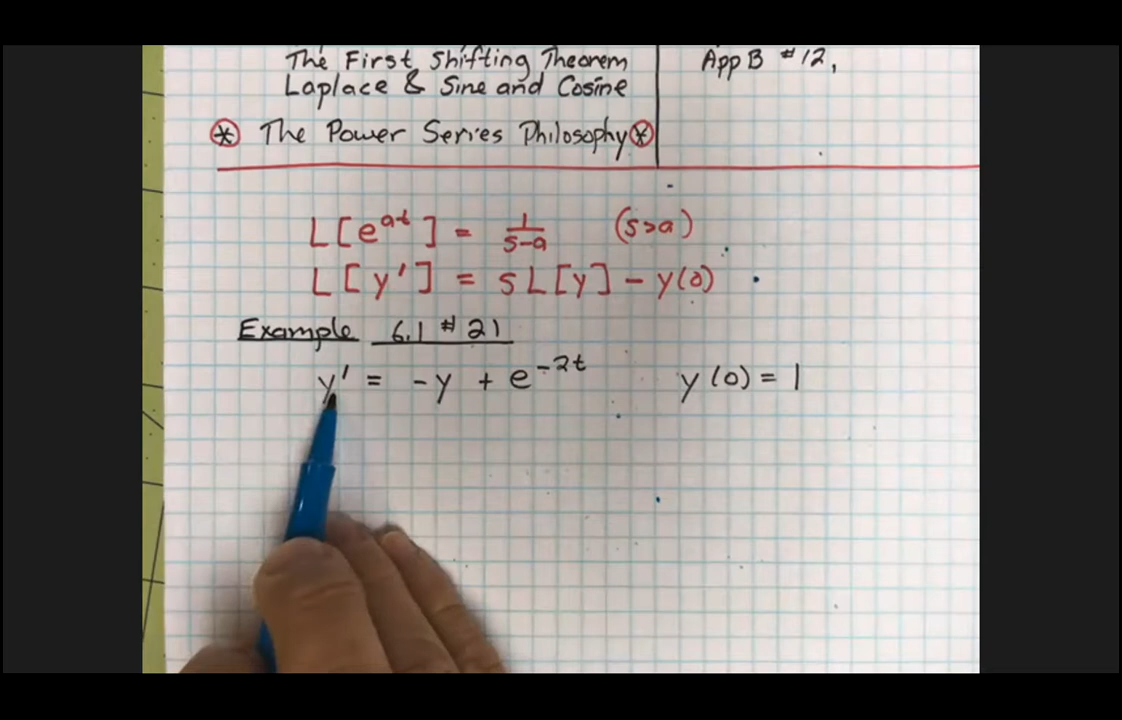 The First Shifting Theorem
Laplace & Sine and Cosine
⊛ The Power Series Philosophy ⊛
App B #12,
L[e^{at}] = 1/(s-a) (s>a)
L[y'] = sL[y] - y(0)
Example 6.1 #21
y' = -y + e^{-2t} y(0) = 1